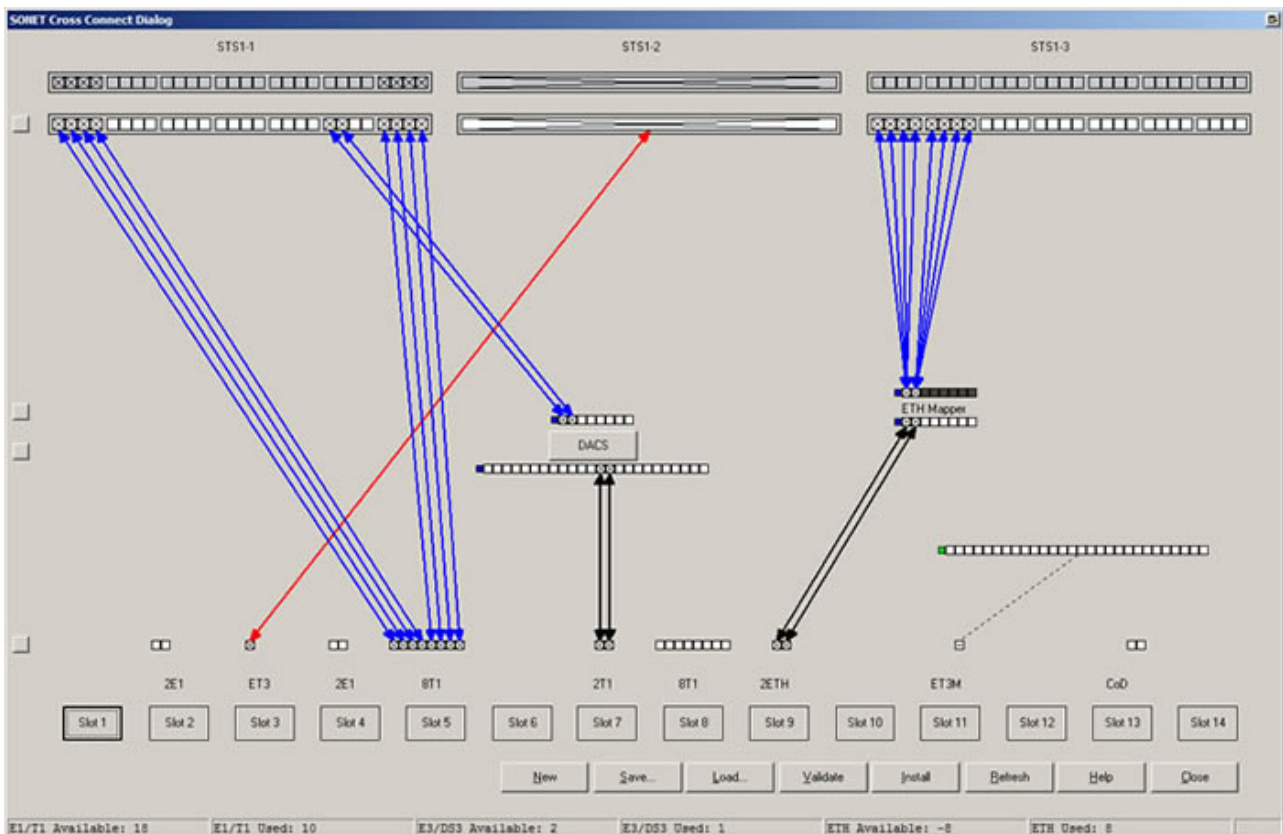 SONET Cross Connect Dialog
STS1-1 STS1-2 STS1-3
ETH Mapper
DACS
2E1 ET3 2E1 8T1 2T1 8T1 2ETH ET3M CoD
Slot 1 Slot 2 Slot 3 Slot 4 Slot 5 Slot 6 Slot 7 Slot 8 Slot 9 Slot 10 Slot 11 Slot 12 Slot 13 Slot 14
New Save... Load... Validate Install Refresh Help Close
E1/T1 Available: 18 E1/T1 Used: 10 E3/DS3 Available: 2 E3/DS3 Used: 1 ETH Available: -8 ETH Used: 8